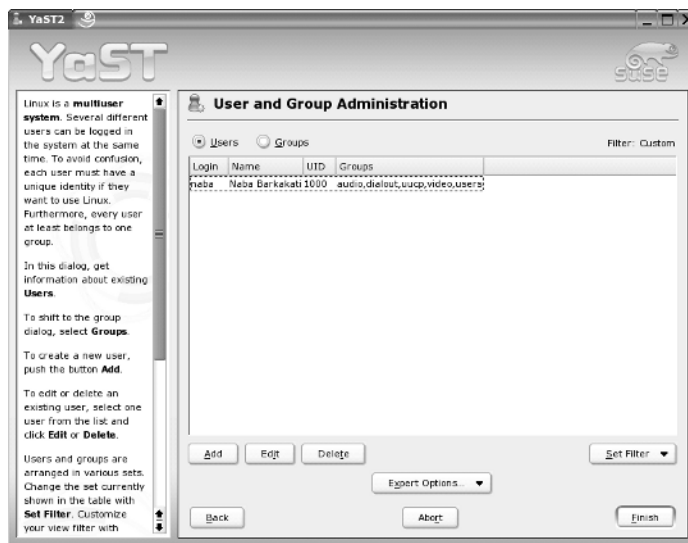 YaST2
YaST
SUSE
Linux is a multiuser
system. Several different
users can be logged in
the system at the same
time. To avoid confusion,
each user must have a
unique identity if they
want to use Linux.
Furthermore, every user
at least belongs to one
group.
In this dialog, get
information about existing
Users.
To shift to the group
dialog, select Groups.
To create a new user,
push the button Add.
To edit or delete an
existing user, select one
user from the list and
click Edit or Delete.
Users and groups are
arranged in various sets.
Change the set currently
shown in the table with
Set Filter. Customize
your view filter with
User and Group Administration
Users Groups Filter: Custom
Login Name UID Groups
naba Naba Barkakati 1000 audio,dialout,uucp,video,users
Add Edit Delete Set Filter
Expert Options...
Back Abort Finish